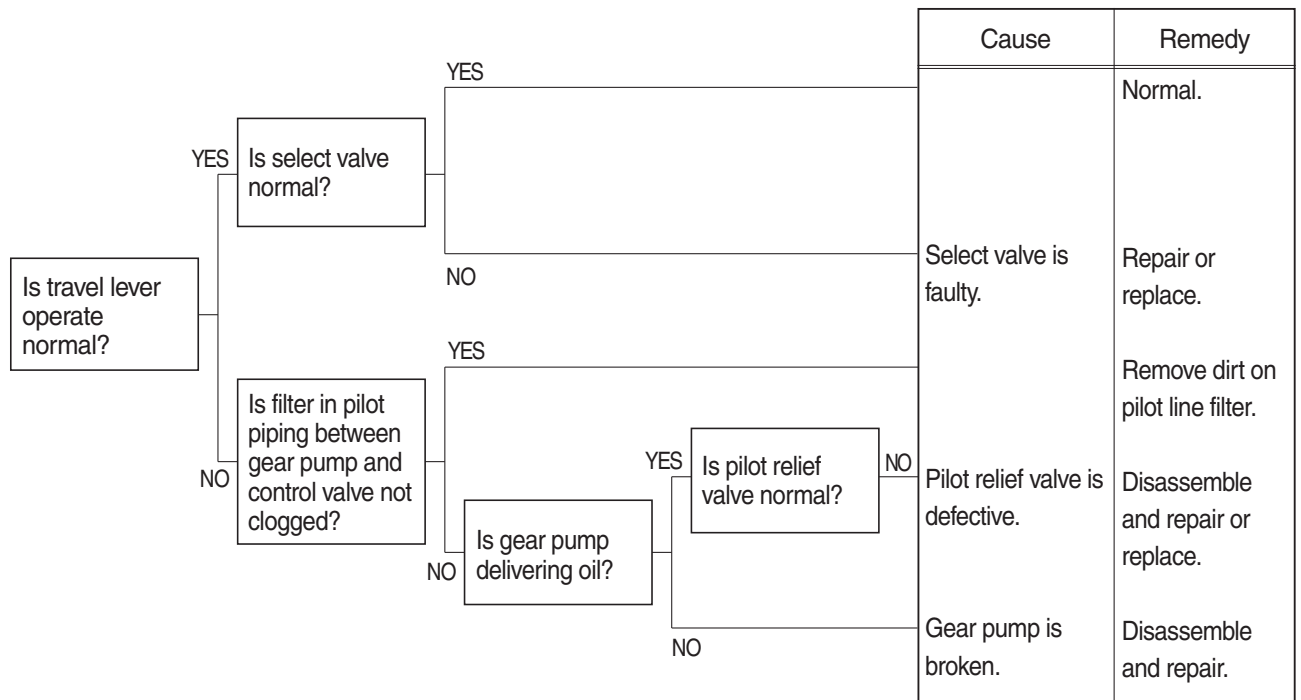 Cause
Remedy
YES
Normal.
YES
Is select valve
normal?
NO
Select valve is
faulty.
Repair or
replace.
Is travel lever
operate
normal?
YES
Remove dirt on
pilot line filter.
NO
Is filter in pilot
piping between
gear pump and
control valve not
clogged?
YES
Is pilot relief
valve normal?
NO
Pilot relief valve is
defective.
Disassemble
and repair or
replace.
NO
Is gear pump
delivering oil?
NO
Gear pump is
broken.
Disassemble
and repair.